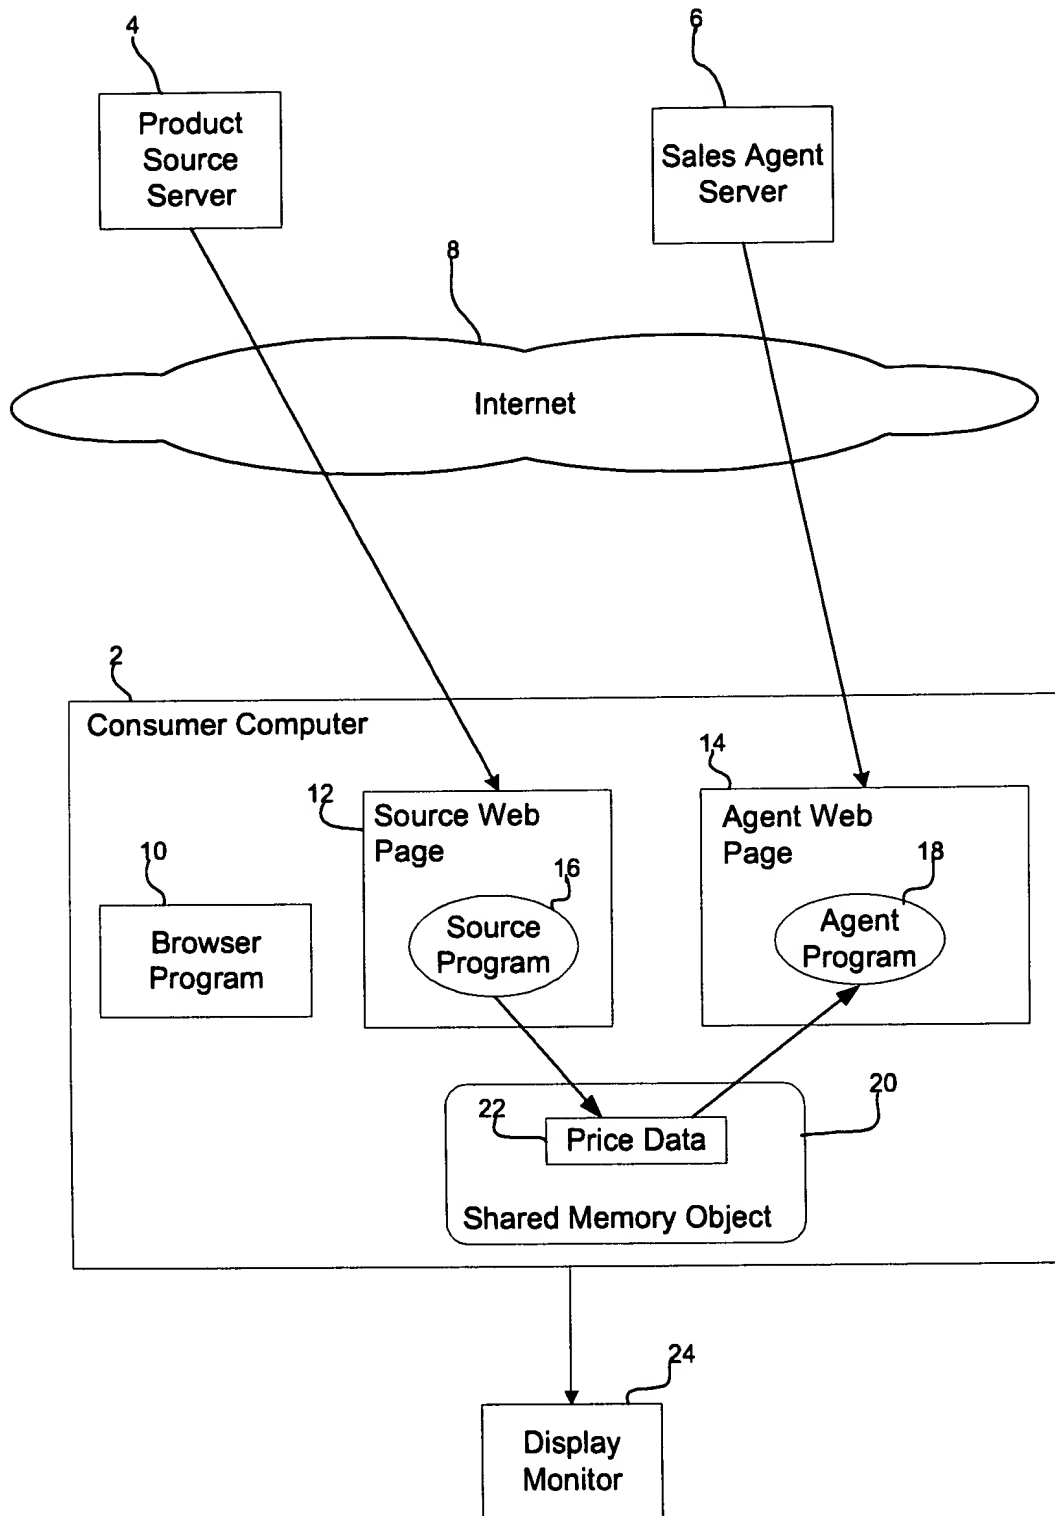 4
6
Product
Source
Server
Sales Agent
Server
8
Internet
2
Consumer Computer
12
Source Web
Page
14
Agent Web
Page
10
Browser
Program
16
Source
Program
18
Agent
Program
20
22
Price Data
Shared Memory Object
24
Display
Monitor